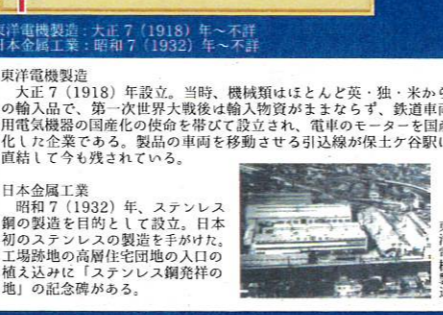 東洋電機製造：大正７（1918）年～不詳
日本金属工業：昭和７（1932）年～不詳
東洋電機製造
大正７（1918）年設立。当時、機械類はほとんど英・独・米から
の輸入品で、第一次世界大戦後は輸入物資がままならず、鉄道車両
用電気機器の国産化の使命を帯びて設立され、電車のモーターを国産
化した企業である。製品の車両を移動させる引込線が保土ケ谷駅に
直結して今も残されている。
日本金属工業
昭和７（1932）年、ステンレス
鋼の製造を目的として設立。日本
初のステンレスの製造を手がけた。
工場跡地の高層住宅団地の入口の
植え込みに「ステンレス鋼発祥の
地」の記念碑がある。